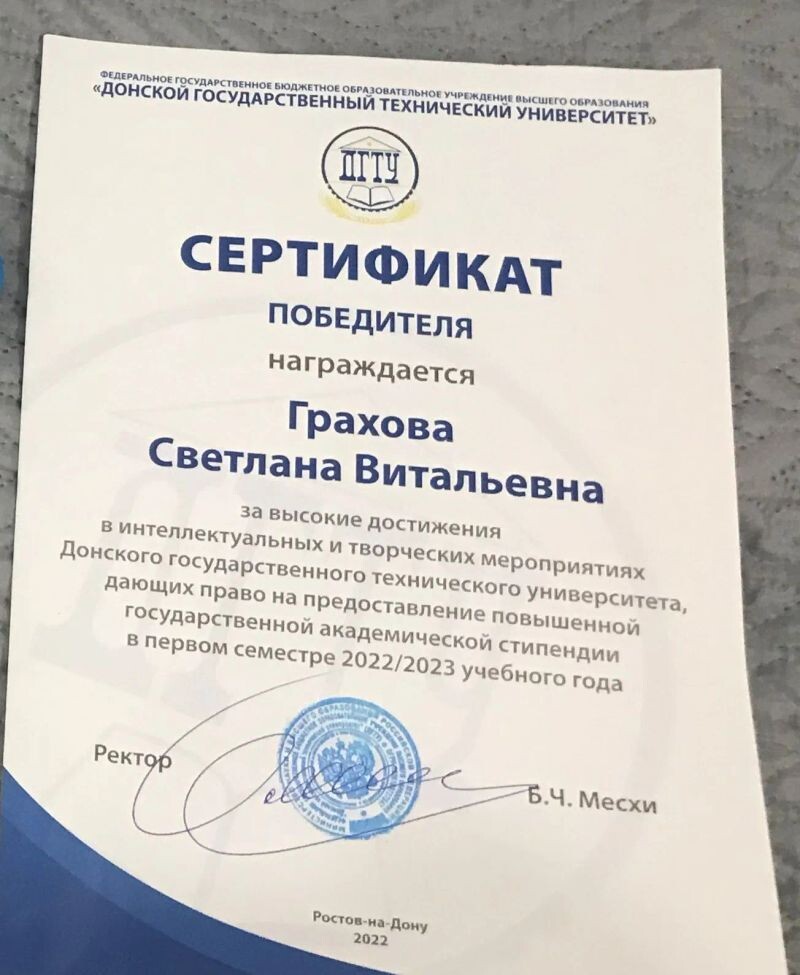 ФЕДЕРАЛЬНОЕ ГОСУДАРСТВЕННОЕ БЮДЖЕТНОЕ ОБРАЗОВАТЕЛЬНОЕ УЧРЕЖДЕНИЕ ВЫСШЕГО ОБРАЗОВАНИЯ
«ДОНСКОЙ ГОСУДАРСТВЕННЫЙ ТЕХНИЧЕСКИЙ УНИВЕРСИТЕТ»
ДГТУ
СЕРТИФИКАТ
ПОБЕДИТЕЛЯ
награждается
Грахова
Светлана Витальевна
за высокие достижения
в интеллектуальных и творческих мероприятиях
Донского государственного технического университета,
дающих право на предоставление повышенной
государственной академической стипендии
в первом семестре 2022/2023 учебного года
Ректор
Б.Ч. Месхи
Ростов-на-Дону
2022